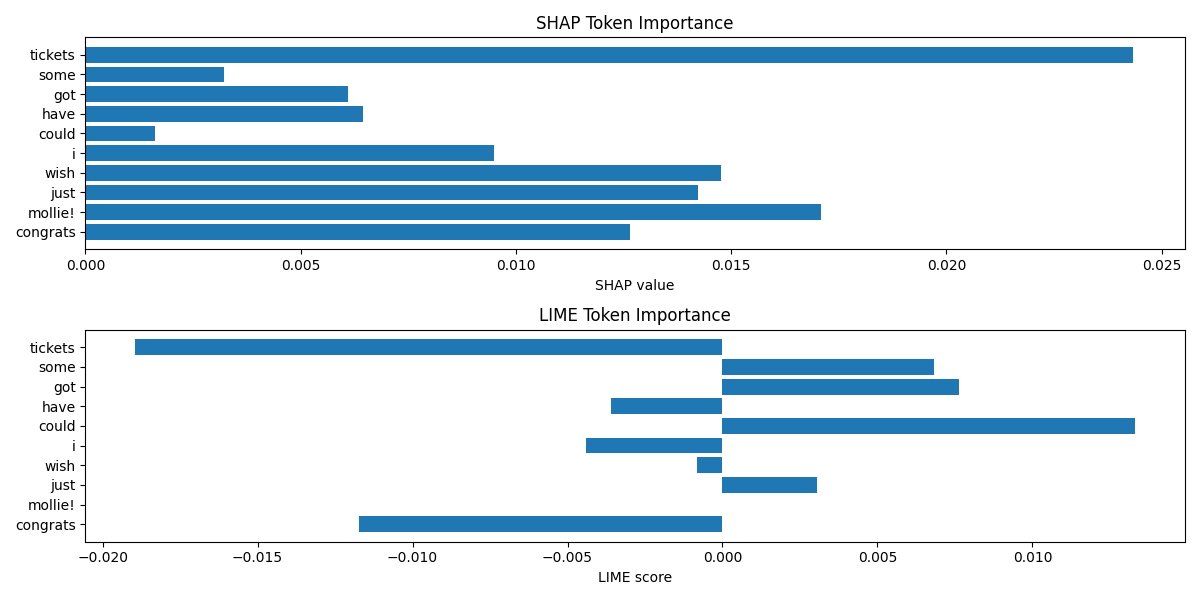 SHAP Token Importance
tickets
some
got
have
could
i
wish
just
mollie!
congrats
0.000 0.005 0.010 0.015 0.020 0.025
SHAP value
LIME Token Importance
tickets
some
got
have
could
i
wish
just
mollie!
congrats
−0.020 −0.015 −0.010 −0.005 0.000 0.005 0.010
LIME score